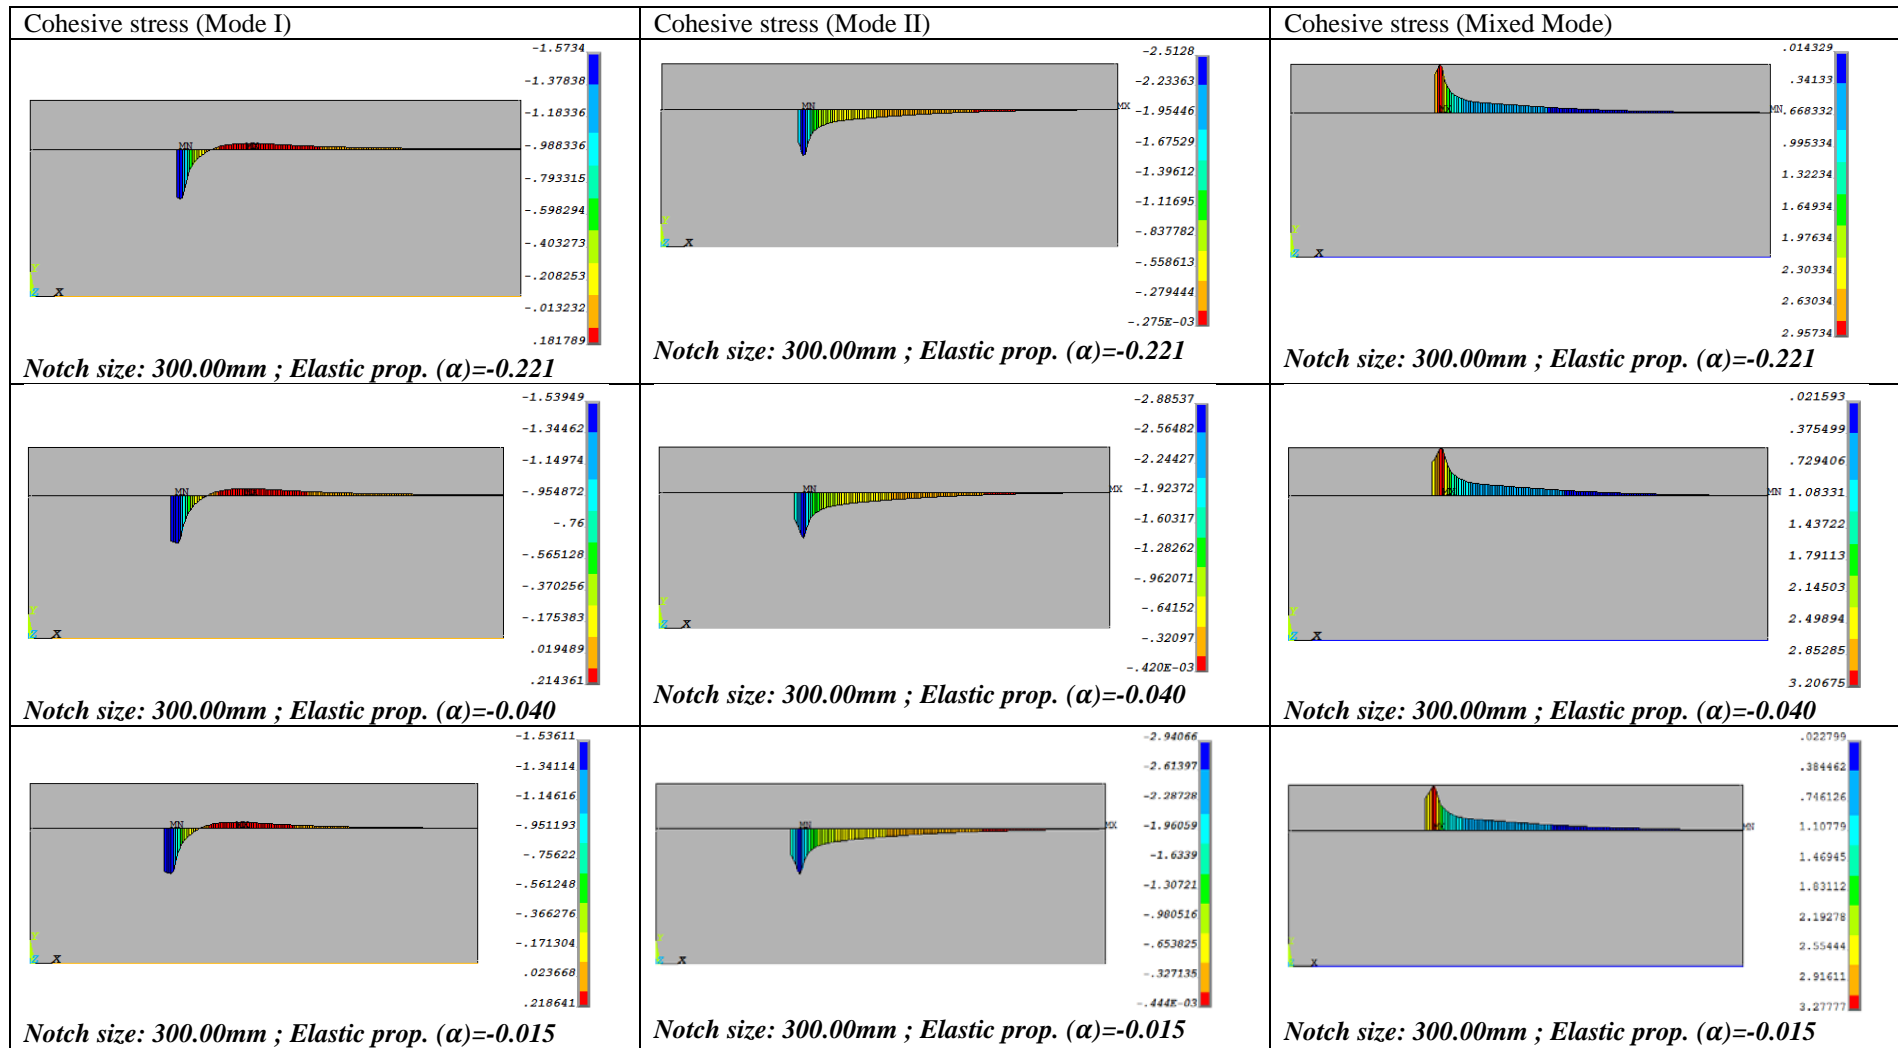 Cohesive stress (Mode I)
Cohesive stress (Mode II)
Cohesive stress (Mixed Mode)
-1.5734
-1.37838
-1.18336
-.988336
-.793315
-.598294
-.403273
-.208253
-.013232
.181789
MN
MX
Y
Z X
Notch size: 300.00mm ; Elastic prop. (α)=-0.221
-2.5128
-2.23363
-1.95446
-1.67529
-1.39612
-1.11695
-.837782
-.558613
-.279444
-.275E-03
MN
MX
Y
Z X
Notch size: 300.00mm ; Elastic prop. (α)=-0.221
.014329
.34133
.668332
.995334
1.32234
1.64934
1.97634
2.30334
2.63034
2.95734
MX
MN
Y
Z X
Notch size: 300.00mm ; Elastic prop. (α)=-0.221
-1.53949
-1.34462
-1.14974
-.954872
-.76
-.565128
-.370256
-.175383
.019489
.214361
MN
MX
Y
Z X
Notch size: 300.00mm ; Elastic prop. (α)=-0.040
-2.88537
-2.56482
-2.24427
-1.92372
-1.60317
-1.28262
-.962071
-.64152
-.32097
-.420E-03
MN
MX
Y
Z X
Notch size: 300.00mm ; Elastic prop. (α)=-0.040
.021593
.375499
.729406
1.08331
1.43722
1.79113
2.14503
2.49894
2.85285
3.20675
MX
MN
Y
Z X
Notch size: 300.00mm ; Elastic prop. (α)=-0.040
-1.53611
-1.34114
-1.14616
-.951193
-.75622
-.561248
-.366276
-.171304
.023668
.218641
MN
MX
Y
Z X
Notch size: 300.00mm ; Elastic prop. (α)=-0.015
-2.94066
-2.61397
-2.28728
-1.96059
-1.6339
-1.30721
-.980516
-.653825
-.327135
-.444E-03
MN
MX
Y
Z X
Notch size: 300.00mm ; Elastic prop. (α)=-0.015
.022799
.384462
.746126
1.10779
1.46945
1.83112
2.19278
2.55444
2.91611
3.27777
MX
MN
Y
Z X
Notch size: 300.00mm ; Elastic prop. (α)=-0.015